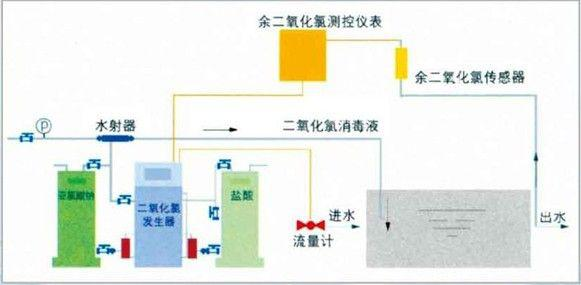 余二氧化氯测控仪表
余二氧化氯传感器
P
水射器
二氧化氯消毒液
亚氯酸钠
二氧化氯
发生器
盐酸
进水
流量计
出水